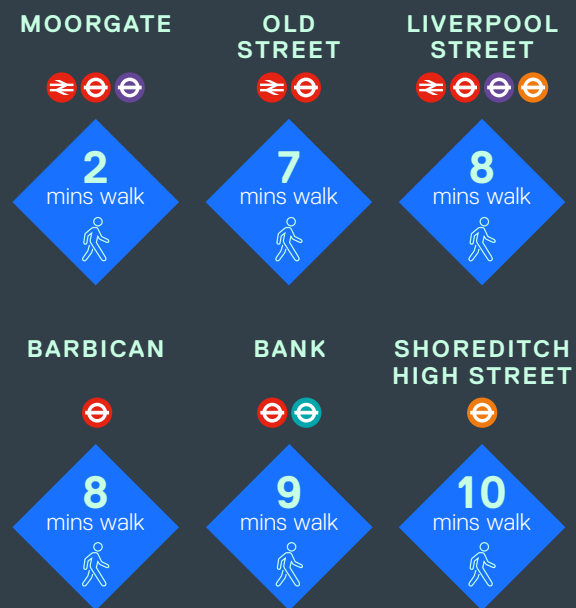 MOORGATE
OLD
STREET
LIVERPOOL
STREET
2
mins walk
7
mins walk
8
mins walk
BARBICAN
BANK
SHOREDITCH
HIGH STREET
8
mins walk
9
mins walk
10
mins walk